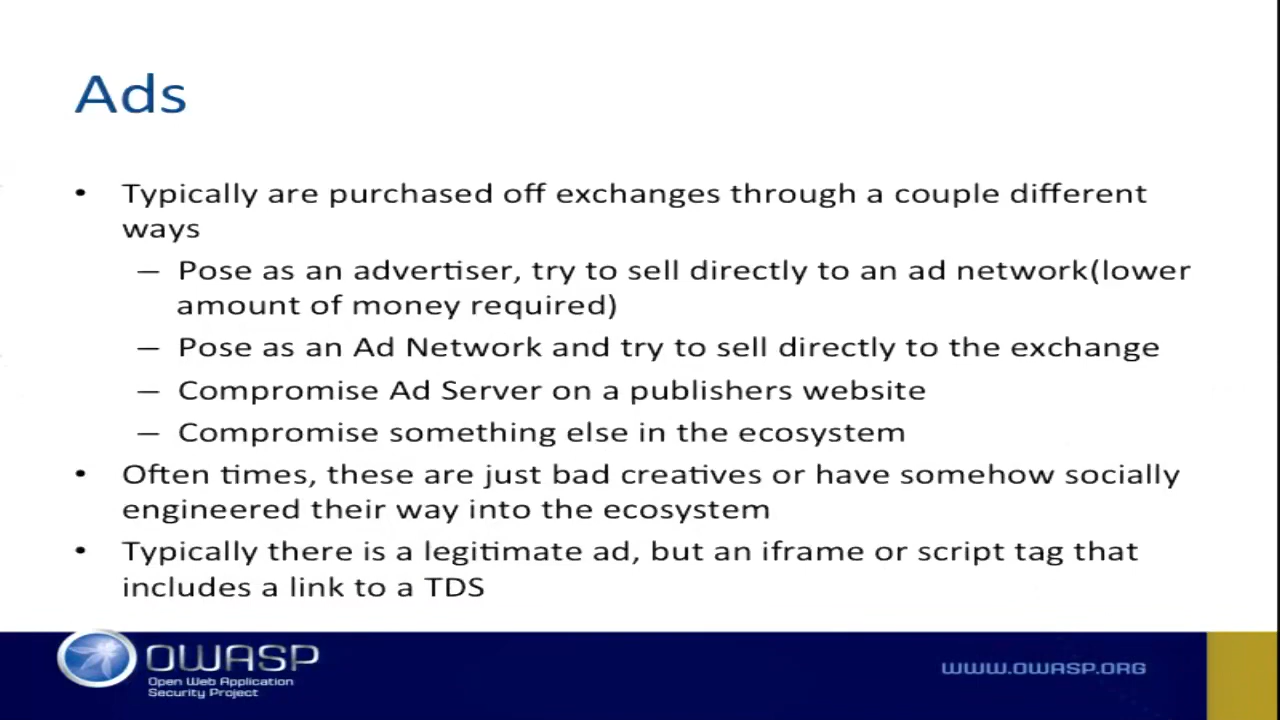 Ads
• Typically are purchased off exchanges through a couple different
ways
– Pose as an advertiser, try to sell directly to an ad network(lower
amount of money required)
– Pose as an Ad Network and try to sell directly to the exchange
– Compromise Ad Server on a publishers website
– Compromise something else in the ecosystem
• Often times, these are just bad creatives or have somehow socially
engineered their way into the ecosystem
• Typically there is a legitimate ad, but an iframe or script tag that
includes a link to a TDS
OWASP
Open Web Application
Security Project
WWW.OWASP.ORG